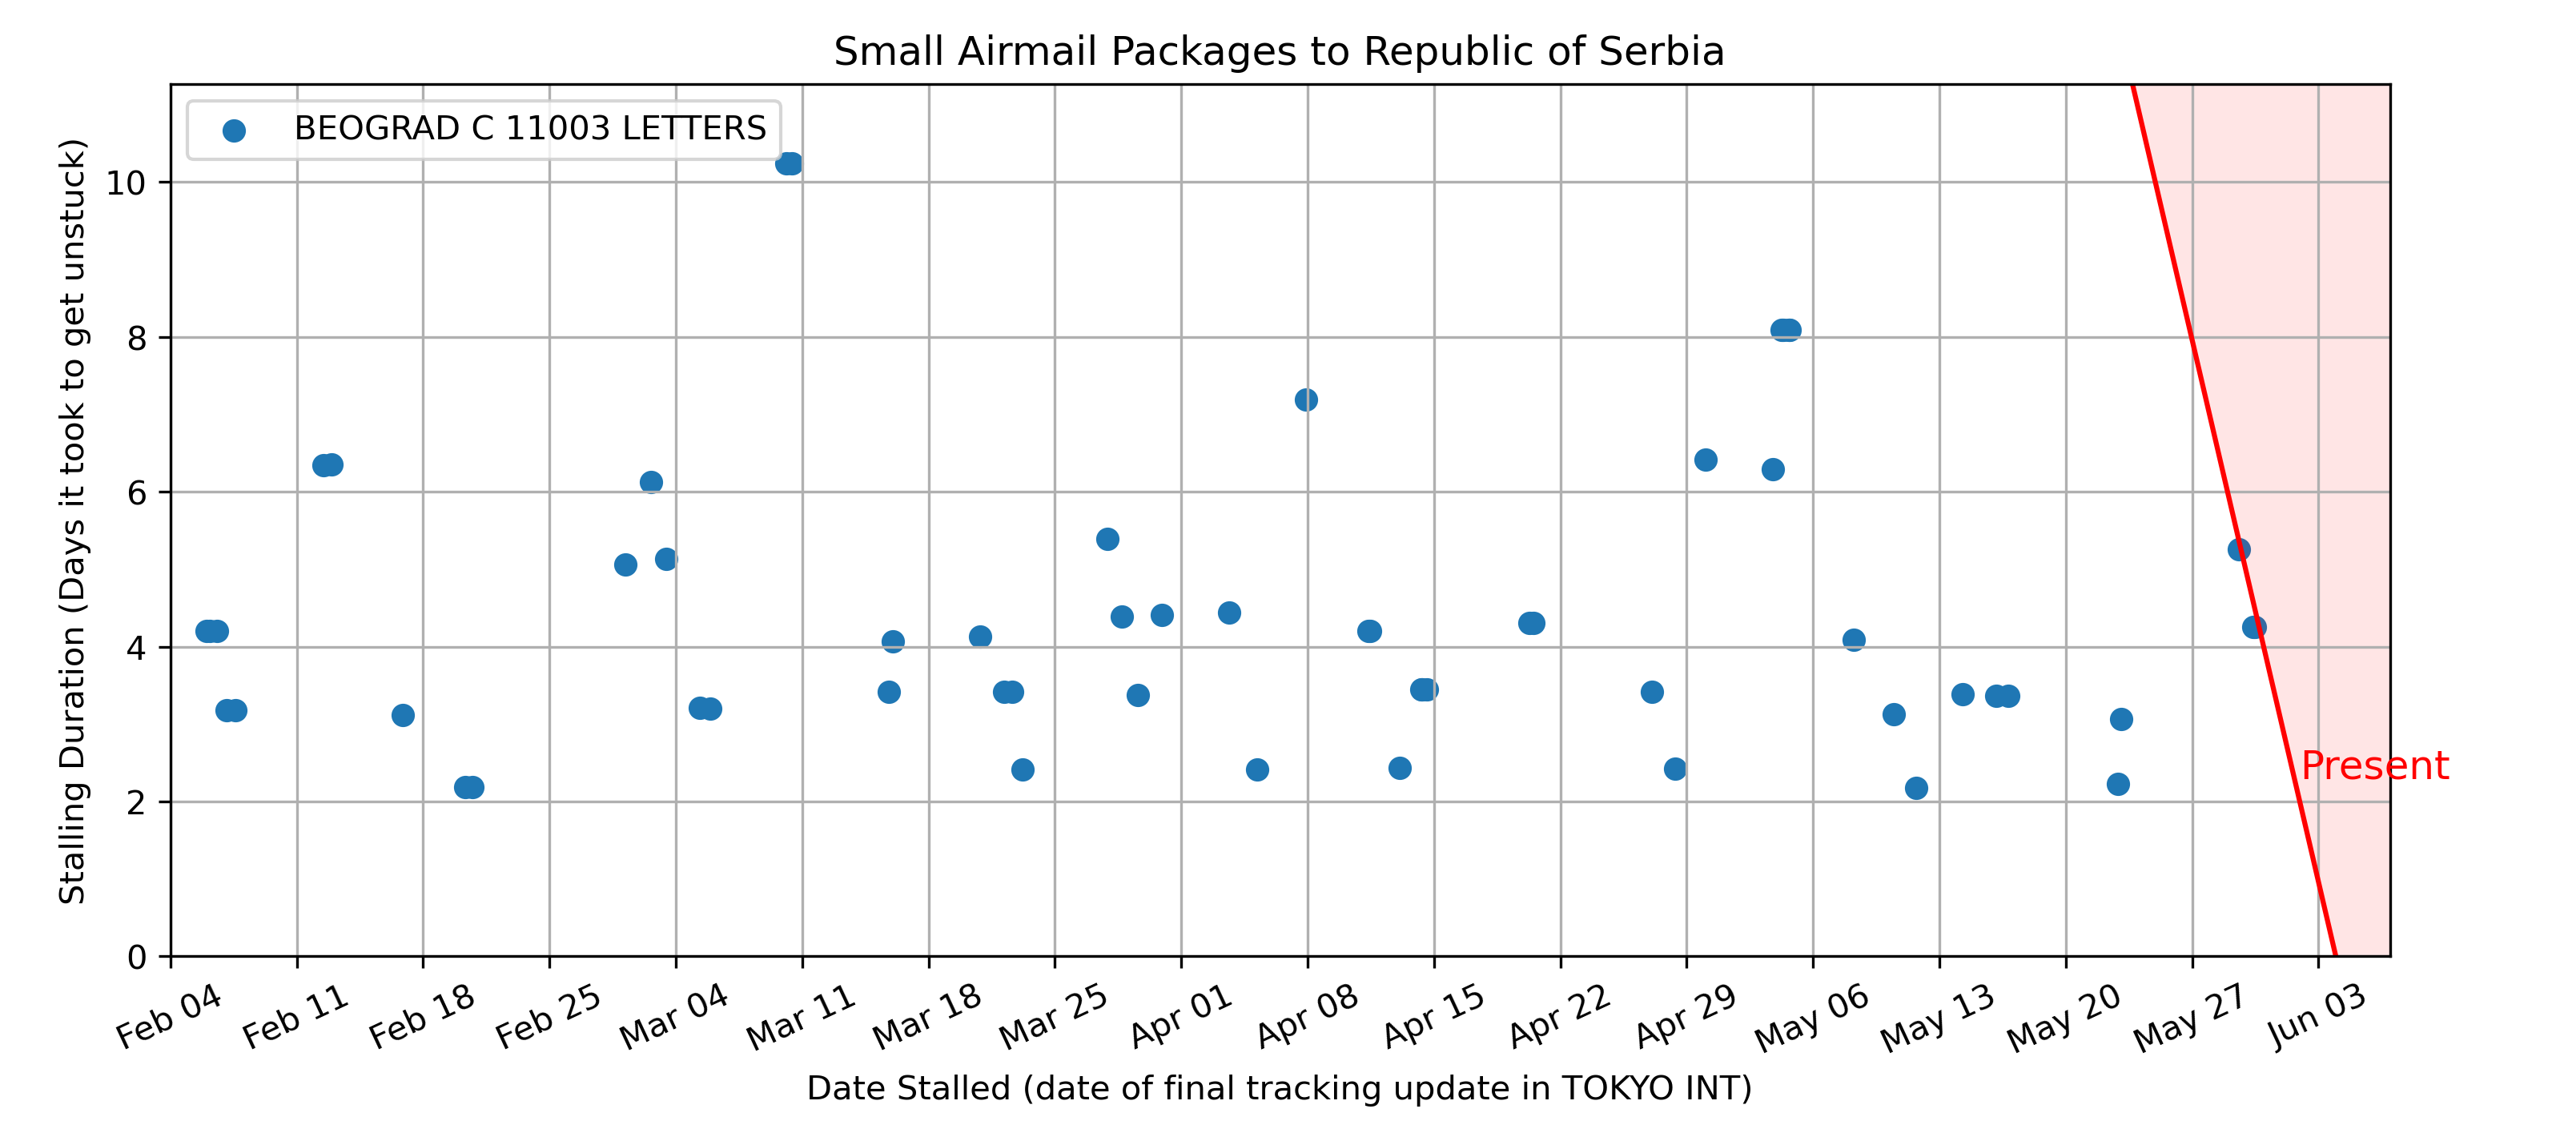 Small Airmail Packages to Republic of Serbia
BEOGRAD C 11003 LETTERS
Stalling Duration (Days it took to get unstuck)
10
8
6
4
2
0
Present
Feb 04
Feb 11
Feb 18
Feb 25
Mar 04
Mar 11
Mar 18
Mar 25
Apr 01
Apr 08
Apr 15
Apr 22
Apr 29
May 06
May 13
May 20
May 27
Jun 03
Date Stalled (date of final tracking update in TOKYO INT)